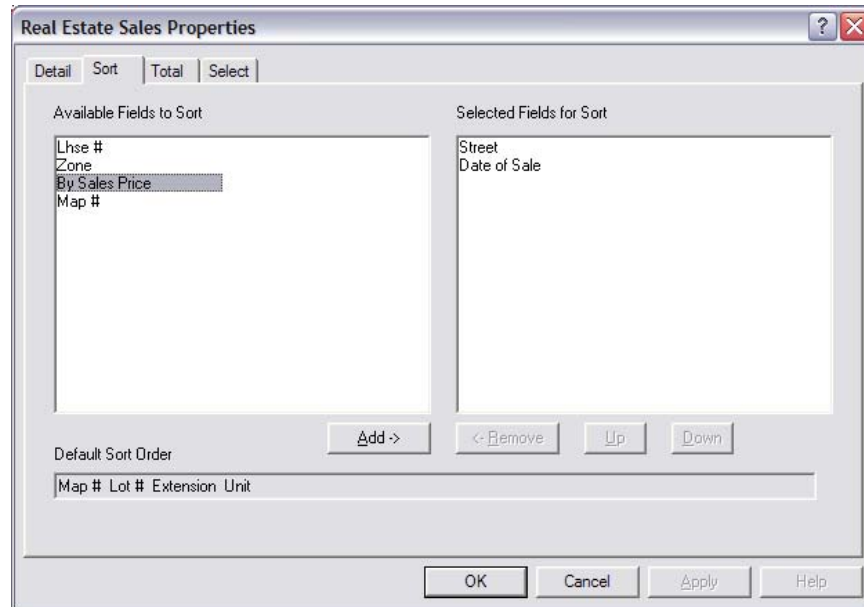 Real Estate Sales Properties
?
X
Detail Sort Total Select
Available Fields to Sort
Selected Fields for Sort
Lhse #
Zone
By Sales Price
Map #
Street
Date of Sale
Add ->
<- Remove
Up
Down
Default Sort Order
Map # Lot # Extension Unit
OK
Cancel
Apply
Help